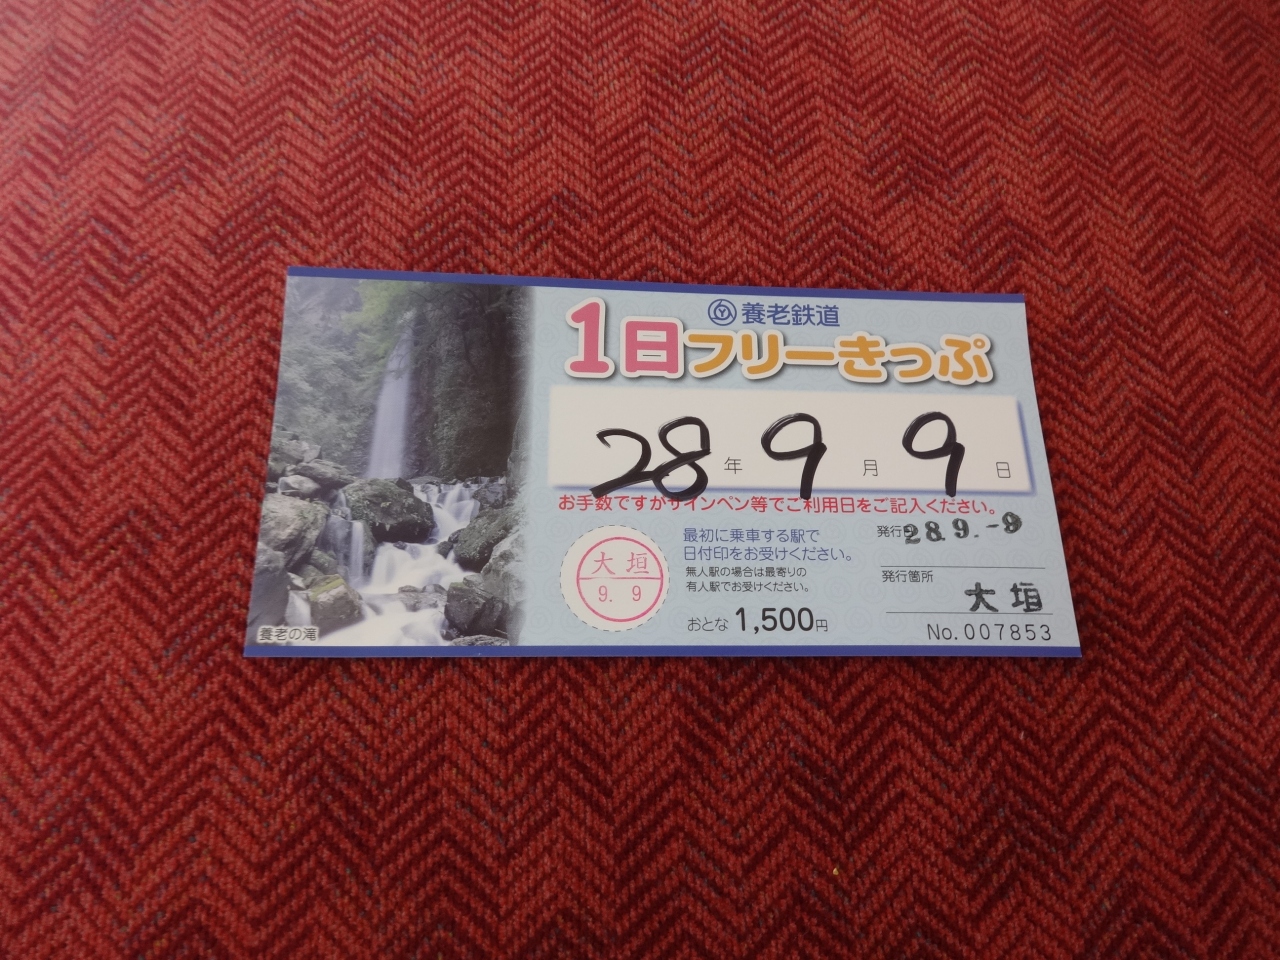 養老鉄道
1日フリーきっぷ
28年9月9日
お手数ですがサインペン等でご利用日をご記入ください。
大垣
9.9
最初に乗車する駅で
日付印をお受けください。
無人駅の場合は最寄りの
有人駅でお受けください。
おとな1,500円
発行日28.9.-9
発行箇所
大垣
No.007853
養老の滝